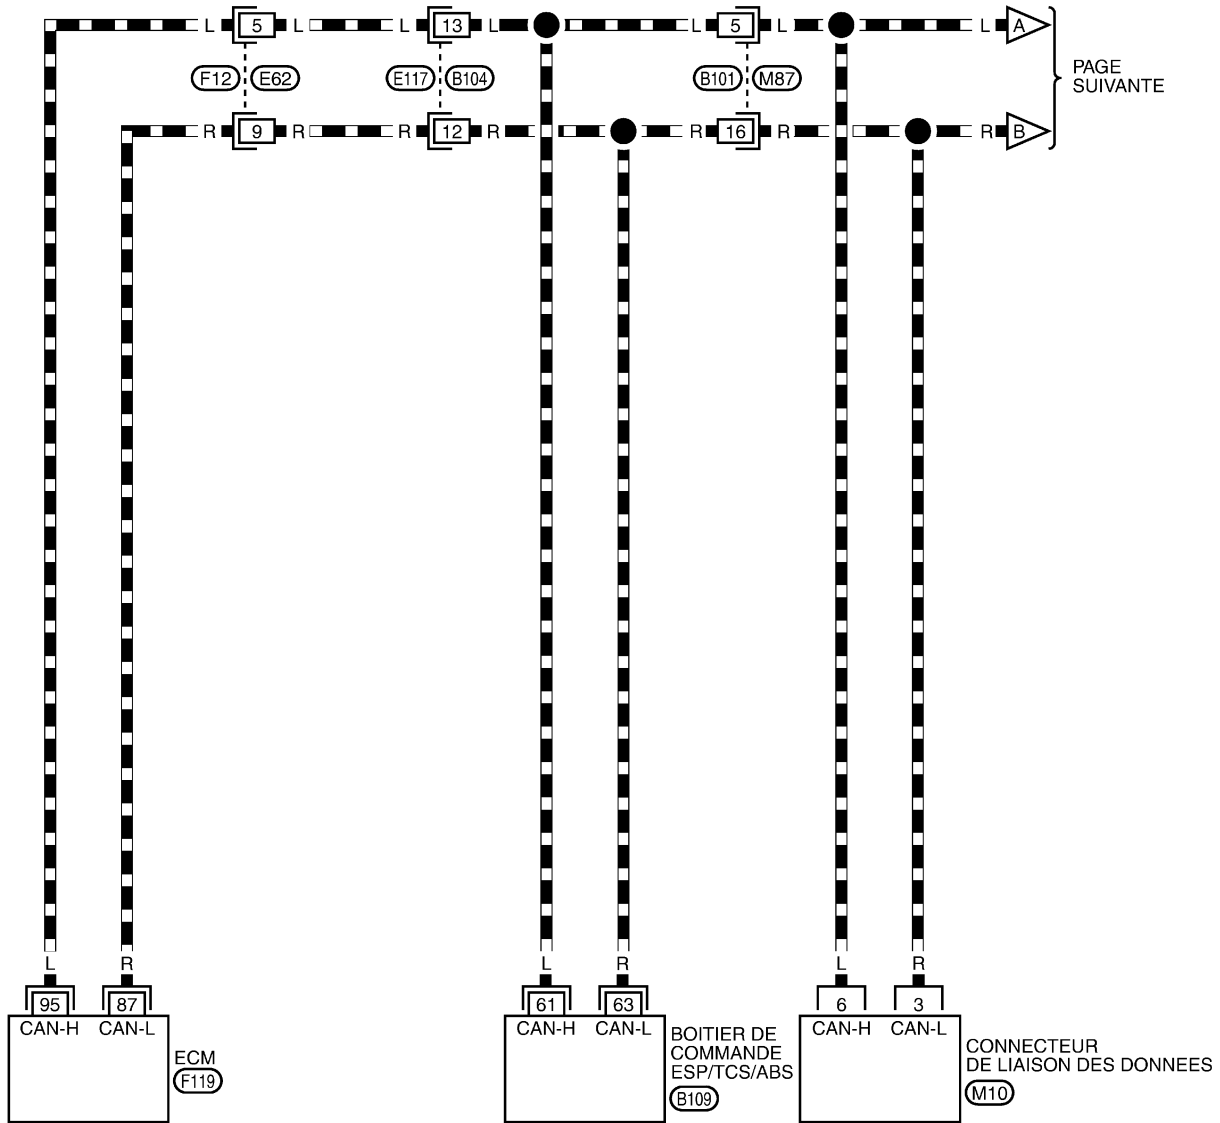 L 5 L L 13 L L 5 L L A
F12 E62 E117 B104 B101 M87
PAGE
SUIVANTE
R 9 R R 12 R R 16 R R B
L R L R L R
95 87 61 63 6 3
CAN-H CAN-L CAN-H CAN-L CAN-H CAN-L
ECM
F119
BOITIER DE
COMMANDE
ESP/TCS/ABS
B109
CONNECTEUR
DE LIAISON DES DONNEES
M10